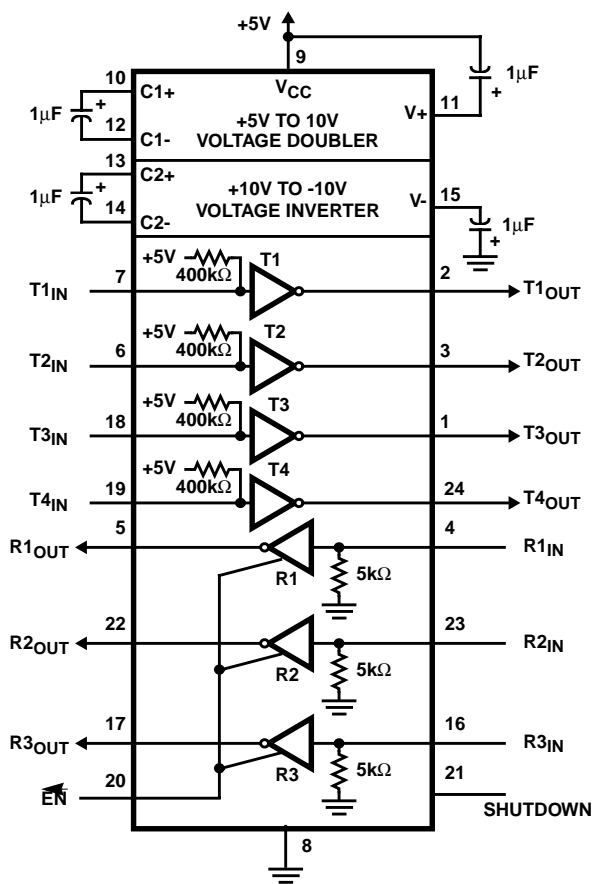 +5V
9
10
C1+
VCC
1µF
+
1µF
+
V+
11
12
C1-
+5V TO 10V
VOLTAGE DOUBLER
13
C2+
+10V TO -10V
VOLTAGE INVERTER
V-
15
1µF
+
14
C2-
1µF
+
+5V
400kΩ
T1
T1IN
7
2
T1OUT
+5V
400kΩ
T2
T2IN
6
3
T2OUT
+5V
400kΩ
T3
T3IN
18
1
T3OUT
+5V
400kΩ
T4
T4IN
19
24
T4OUT
R1OUT
5
4
R1IN
R1
5kΩ
R2OUT
22
23
R2IN
R2
5kΩ
R3OUT
17
16
R3IN
R3
5kΩ
20
EN
21
SHUTDOWN
8